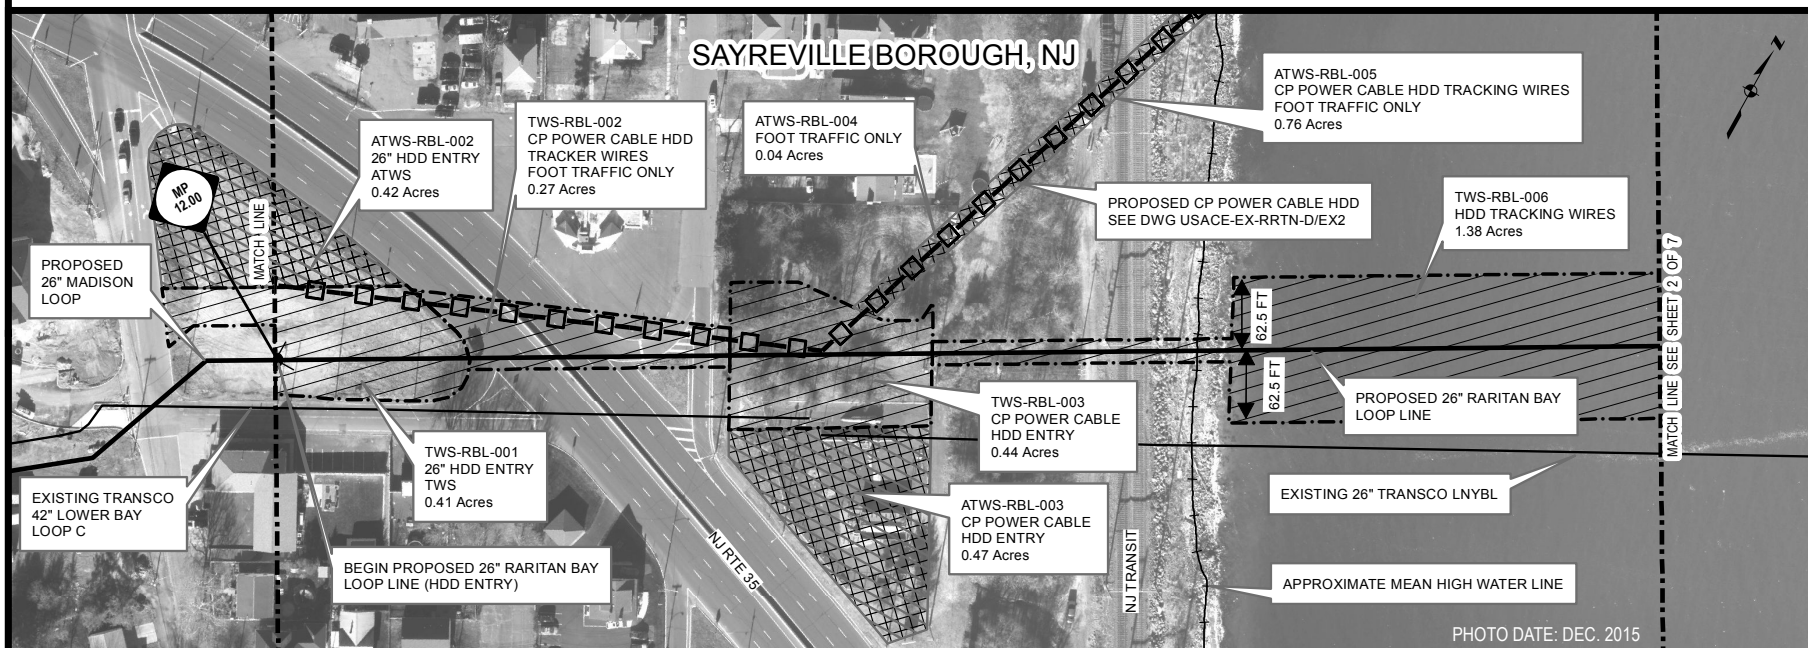 SAYREVILLE BOROUGH, NJ
ATWS-RBL-002
26" HDD ENTRY
ATWS
0.42 Acres
TWS-RBL-002
CP POWER CABLE HDD
TRACKER WIRES
FOOT TRAFFIC ONLY
0.27 Acres
ATWS-RBL-004
FOOT TRAFFIC ONLY
0.04 Acres
ATWS-RBL-005
CP POWER CABLE HDD TRACKING WIRES
FOOT TRAFFIC ONLY
0.76 Acres
Z
MP
12.00
MATCH LINE
PROPOSED CP POWER CABLE HDD
SEE DWG USACE-EX-RRTN-D/EX2
TWS-RBL-006
HDD TRACKING WIRES
1.38 Acres
PROPOSED
26" MADISON
LOOP
62.5 FT
62.5 FT
MATCH LINE SEE SHEET 2 OF 7
TWS-RBL-003
CP POWER CABLE
HDD ENTRY
0.44 Acres
PROPOSED 26" RARITAN BAY
LOOP LINE
TWS-RBL-001
26" HDD ENTRY
TWS
0.41 Acres
EXISTING TRANSCO
42" LOWER BAY
LOOP C
EXISTING 26" TRANSCO LNYBL
ATWS-RBL-003
CP POWER CABLE
HDD ENTRY
0.47 Acres
BEGIN PROPOSED 26" RARITAN BAY
LOOP LINE (HDD ENTRY)
NJ RTE 35
NJ TRANSIT
APPROXIMATE MEAN HIGH WATER LINE
PHOTO DATE: DEC. 2015